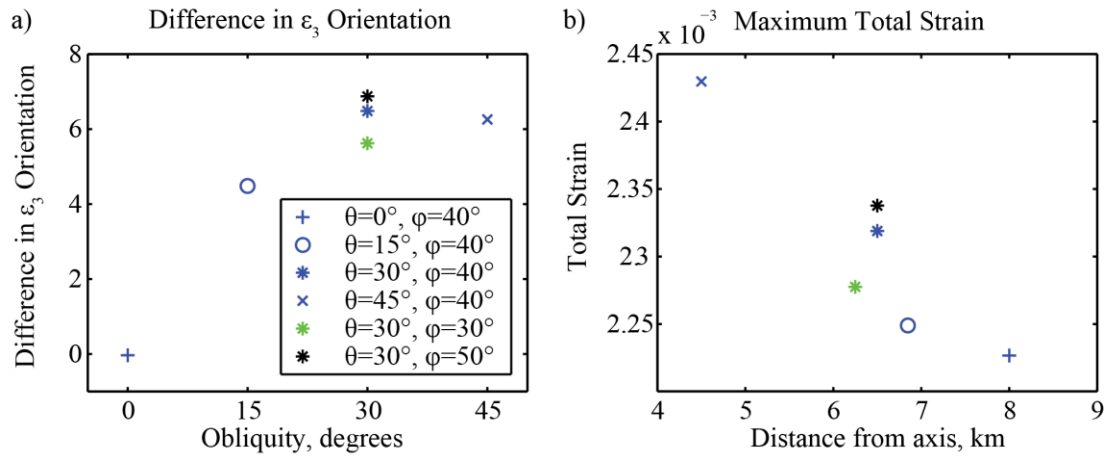 a)
Difference in ε3 Orientation
8
6
4
2
0
Difference in ε3 Orientation
0 15 30 45
Obliquity, degrees
θ=0°, φ=40°
θ=15°, φ=40°
θ=30°, φ=40°
θ=45°, φ=40°
θ=30°, φ=30°
θ=30°, φ=50°
b)
Maximum Total Strain
x 10⁻³
2.45
2.4
2.35
2.3
2.25
2.2
Total Strain
4 5 6 7 8 9
Distance from axis, km